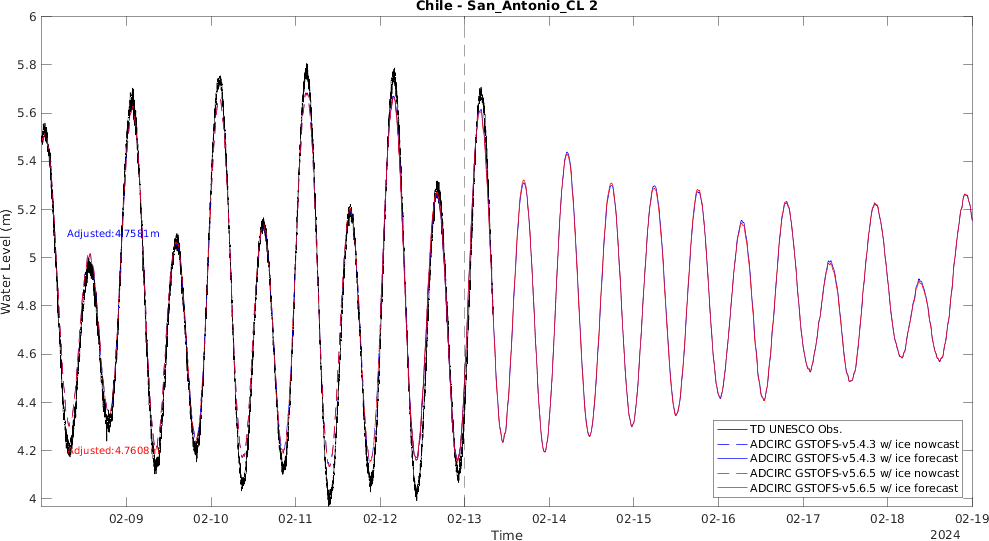 Chile - San_Antonio_CL 2
6
5.8
5.6
5.4
5.2
5
4.8
4.6
4.4
4.2
4
Water Level (m)
Adjusted:4.7581m
Adjusted:4.7608m
TD UNESCO Obs.
ADCIRC GSTOFS-v5.4.3 w/ ice nowcast
ADCIRC GSTOFS-v5.4.3 w/ ice forecast
ADCIRC GSTOFS-v5.6.5 w/ ice nowcast
ADCIRC GSTOFS-v5.6.5 w/ ice forecast
02-09 02-10 02-11 02-12 02-13 02-14 02-15 02-16 02-17 02-18 02-19
Time
2024